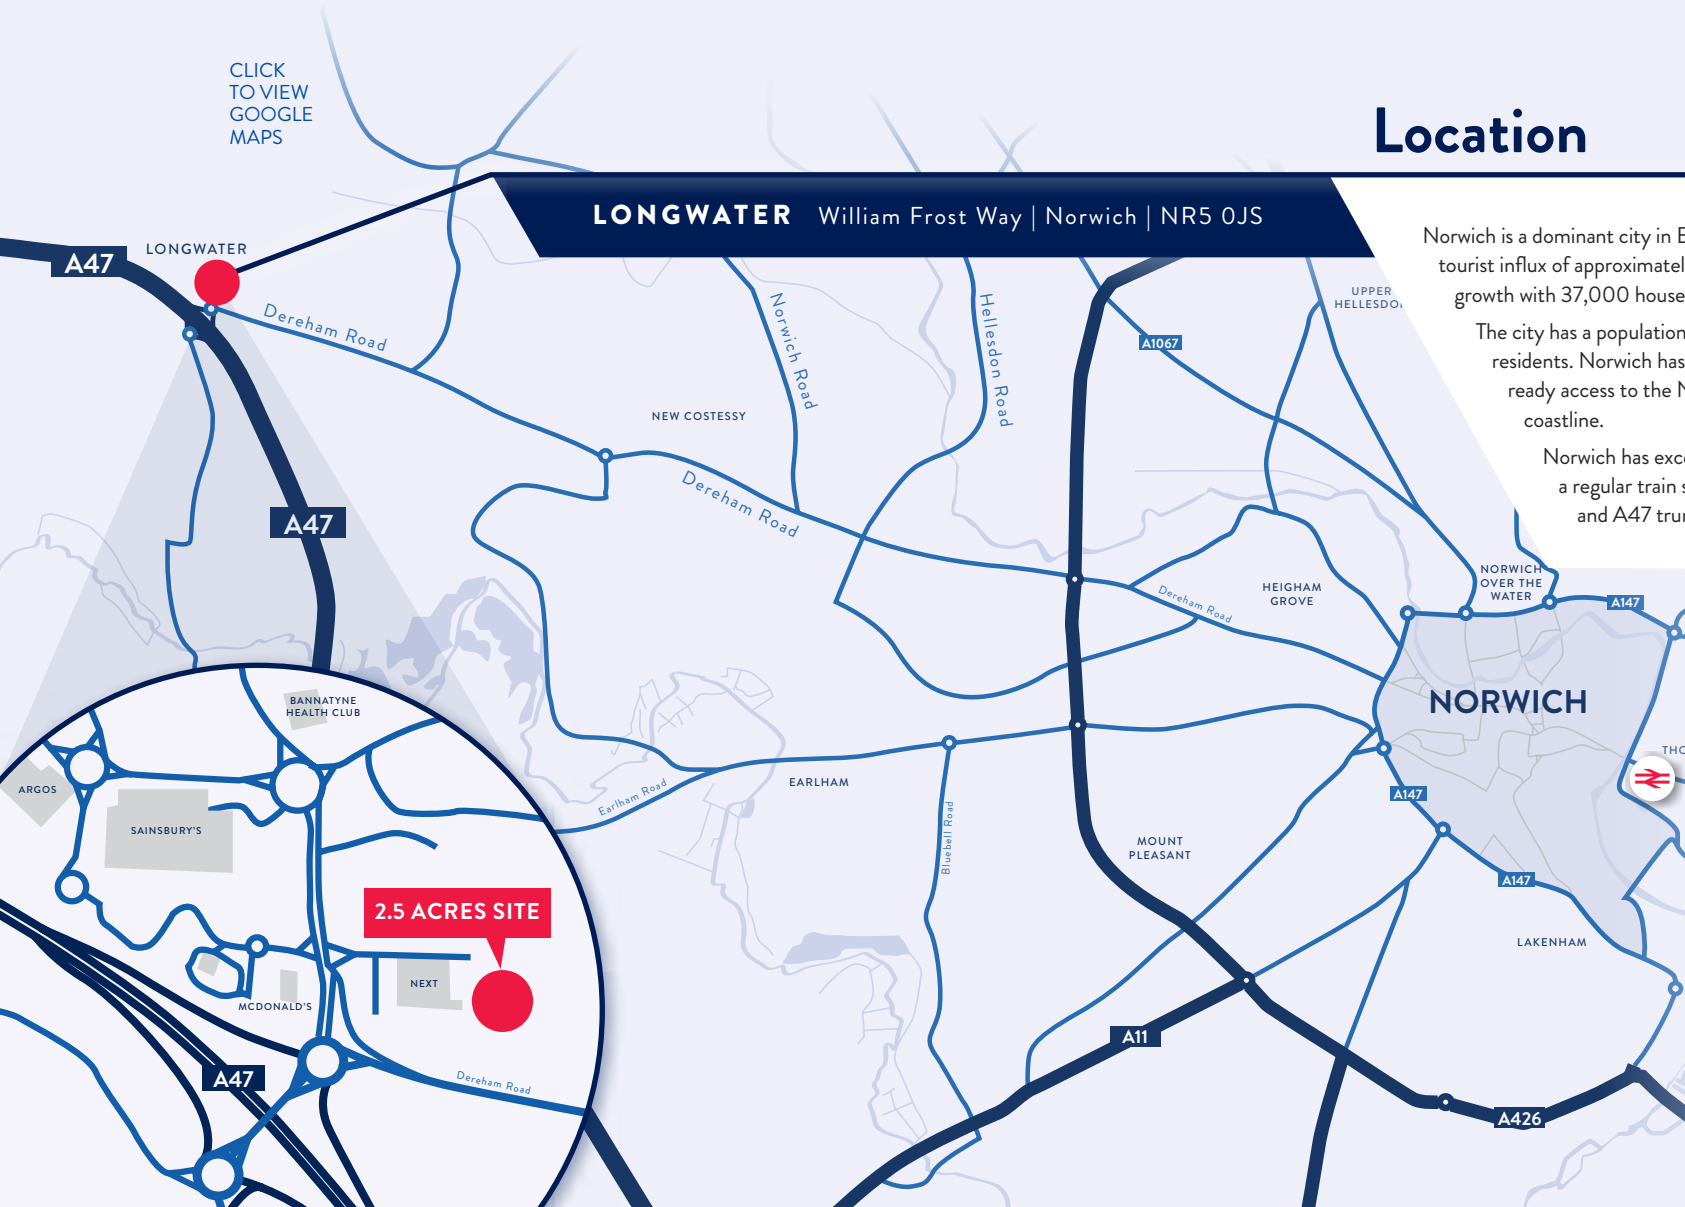 CLICK
TO VIEW
GOOGLE
MAPS
Location
LONGWATER William Frost Way | Norwich | NR5 0JS
Norwich is a dominant city in
tourist influx of
growth with 37,000
The city has a population
residents. Norwich has
ready access to the
coastline.
Norwich has
a regular train
and A47
A47
LONGWATER
Dereham Road
Norwich Road
Hellesdon Road
A1067
UPPER
NEW COSTESSY
Dereham Road
A47
HEIGHAM
GROVE
Dereham Road
NORWICH
OVER THE
WATER
A147
NORWICH
A147
EARLHAM
Earlham Road
Bluebell Road
MOUNT
PLEASANT
A147
LAKENHAM
A11
A426
BANNATYNE
HEALTH CLUB
ARGOS
SAINSBURY'S
2.5 ACRES SITE
NEXT
MCDONALD'S
A47
Dereham Road